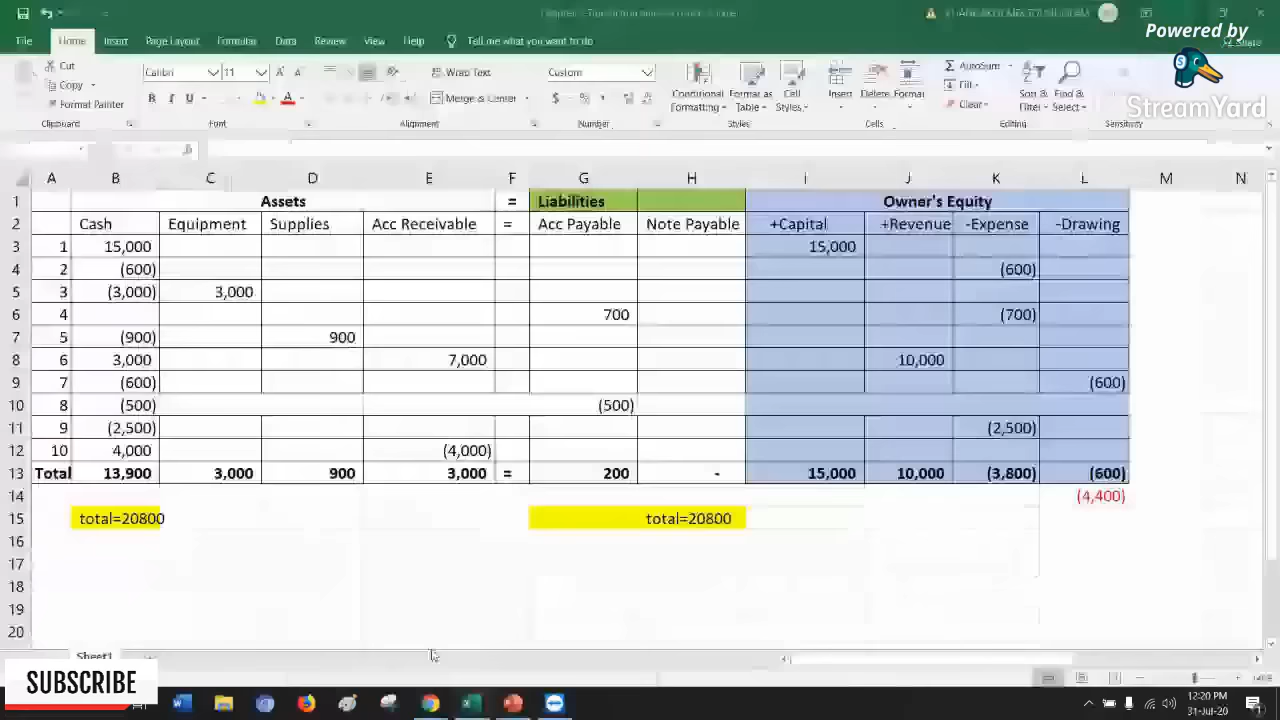 Powered by
StreamYard
File Home Insert Page Layout Formulas Data Review View Help Tell me what you want to do Share
Cut
Copy
Format Painter
Calibri 11
Wrap Text
Merge & Center
Custom
Conditional Formatting
Format as Table
Cell Styles
Insert Delete Format
AutoSum
Fill
Clear
Sort & Filter
Find & Select
Sensitivity
Clipboard Font Alignment Number Styles Cells Editing Sensitivity
A B C D E F G H I J K L M N
1 Assets = Liabilities Owner's Equity
2 Cash Equipment Supplies Acc Receivable = Acc Payable Note Payable +Capital +Revenue -Expense -Drawing
3 1 15,000 15,000
4 2 (600) (600)
5 3 (3,000) 3,000
6 4 700 (700)
7 5 (900) 900
8 6 3,000 7,000 10,000
9 7 (600) (600)
10 8 (500) (500)
11 9 (2,500) (2,500)
12 10 4,000 (4,000)
13 Total 13,900 3,000 900 3,000 = 200 - 15,000 10,000 (3,800) (600)
14 (4,400)
15 total=20800 total=20800
16
17
18
19
20
Sheet1
SUBSCRIBE
12:20 PM
31-Jul-20